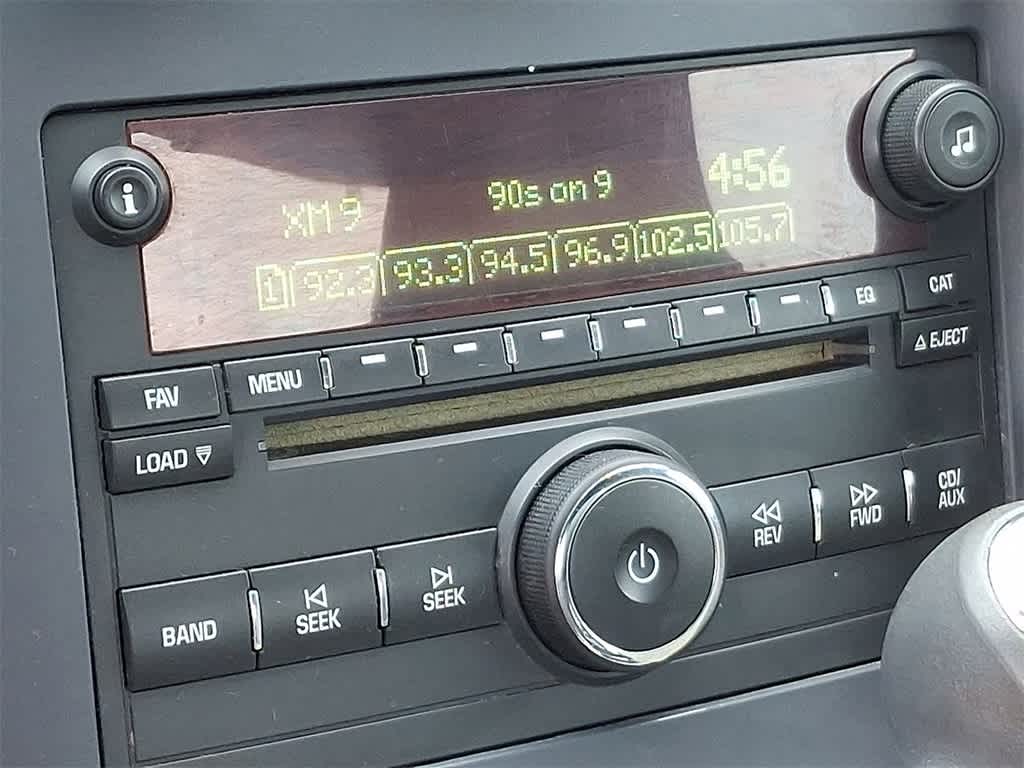 i
XM 9
90s on 9
4:56
1 92.3 93.3 94.5 96.9 102.5 105.7
FAV
MENU
EQ
CAT
LOAD
EJECT
BAND
SEEK
SEEK
REV
FWD
CD/
AUX